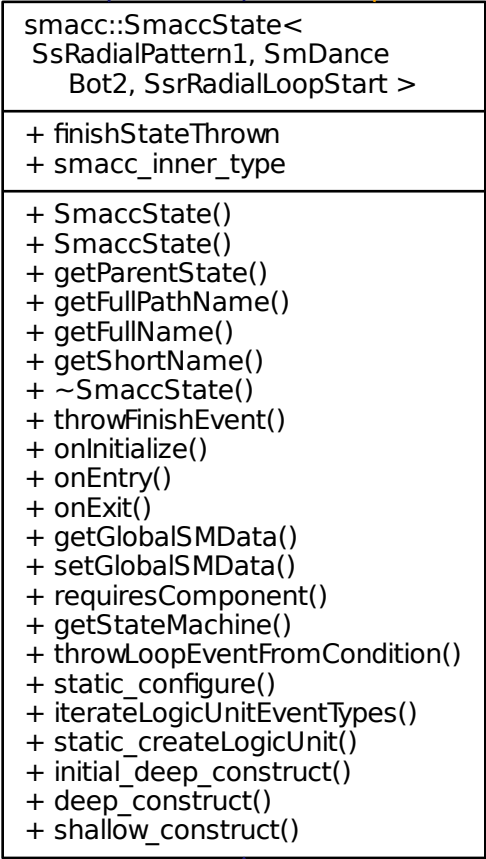 smacc::SmaccState<
SsRadialPattern1, SmDance
Bot2, SsrRadialLoopStart >
+ finishStateThrown
+ smacc_inner_type
+ SmaccState()
+ SmaccState()
+ getParentState()
+ getFullPathName()
+ getFullName()
+ getShortName()
+ ~SmaccState()
+ throwFinishEvent()
+ onInitialize()
+ onEntry()
+ onExit()
+ getGlobalSMData()
+ setGlobalSMData()
+ requiresComponent()
+ getStateMachine()
+ throwLoopEventFromCondition()
+ static_configure()
+ iterateLogicUnitEventTypes()
+ static_createLogicUnit()
+ initial_deep_construct()
+ deep_construct()
+ shallow_construct()